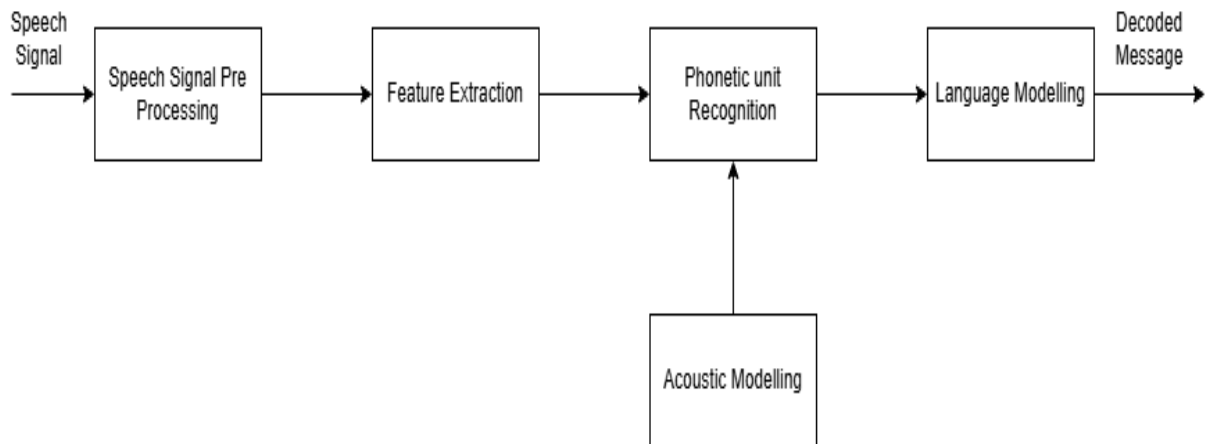 Speech
Signal
Speech Signal Pre
Processing
Feature Extraction
Phonetic unit
Recognition
Language Modelling
Decoded
Message
Acoustic Modelling